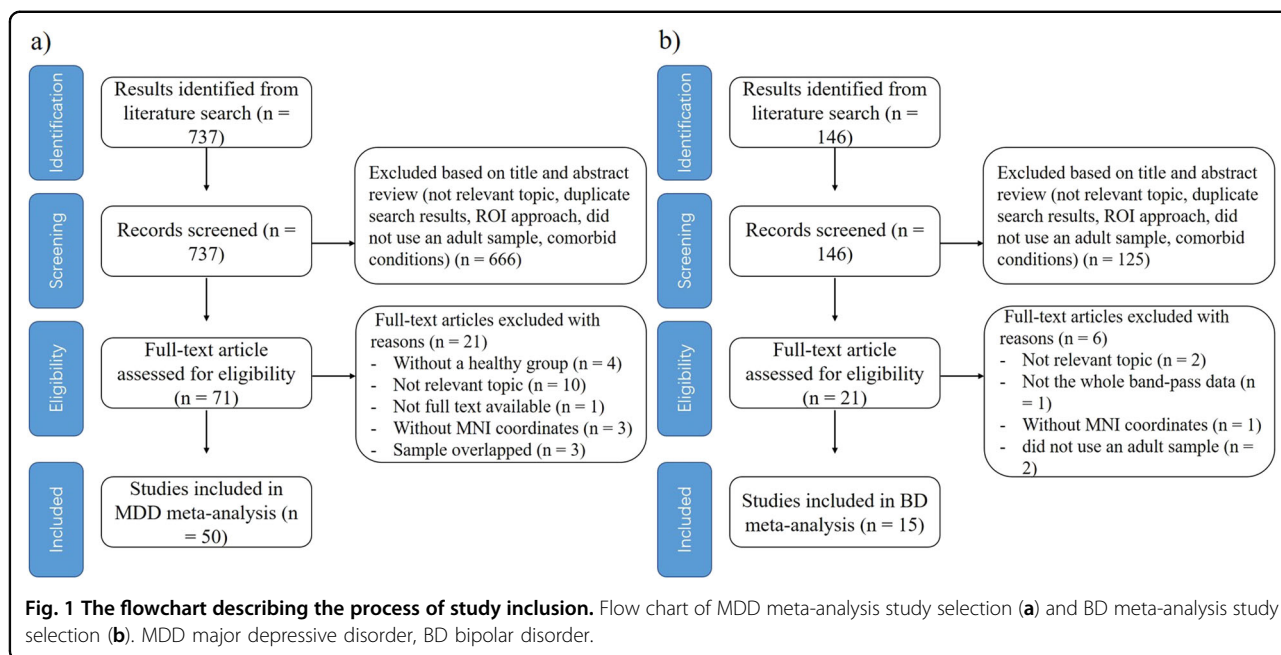 a)
Identification
Results identified from
literature search (n =
737)
Excluded based on title and abstract
review (not relevant topic, duplicate
search results, ROI approach, did
not use an adult sample, comorbid
conditions) (n = 666)
Screening
Records screened (n =
737)
Full-text articles excluded with
reasons (n = 21)
- Without a healthy group (n = 4)
- Not relevant topic (n = 10)
- Not full text available (n = 1)
- Without MNI coordinates (n = 3)
- Sample overlapped (n = 3)
Eligibility
Full-text article
assessed for eligibility
(n = 71)
Included
Studies included in
MDD meta-analysis (n
= 50)
b)
Identification
Results identified from
literature search (n =
146)
Excluded based on title and abstract
review (not relevant topic, duplicate
search results, ROI approach, did
not use an adult sample, comorbid
conditions) (n = 125)
Screening
Records screened (n =
146)
Full-text articles excluded with
reasons (n = 6)
- Not relevant topic (n = 2)
- Not the whole band-pass data (n
= 1)
- Without MNI coordinates (n = 1)
- did not use an adult sample (n =
2)
Eligibility
Full-text article
assessed for eligibility
(n = 21)
Included
Studies included in BD
meta-analysis (n = 15)
Fig. 1 The flowchart describing the process of study inclusion. Flow chart of MDD meta-analysis study selection (a) and BD meta-analysis study
selection (b). MDD major depressive disorder, BD bipolar disorder.